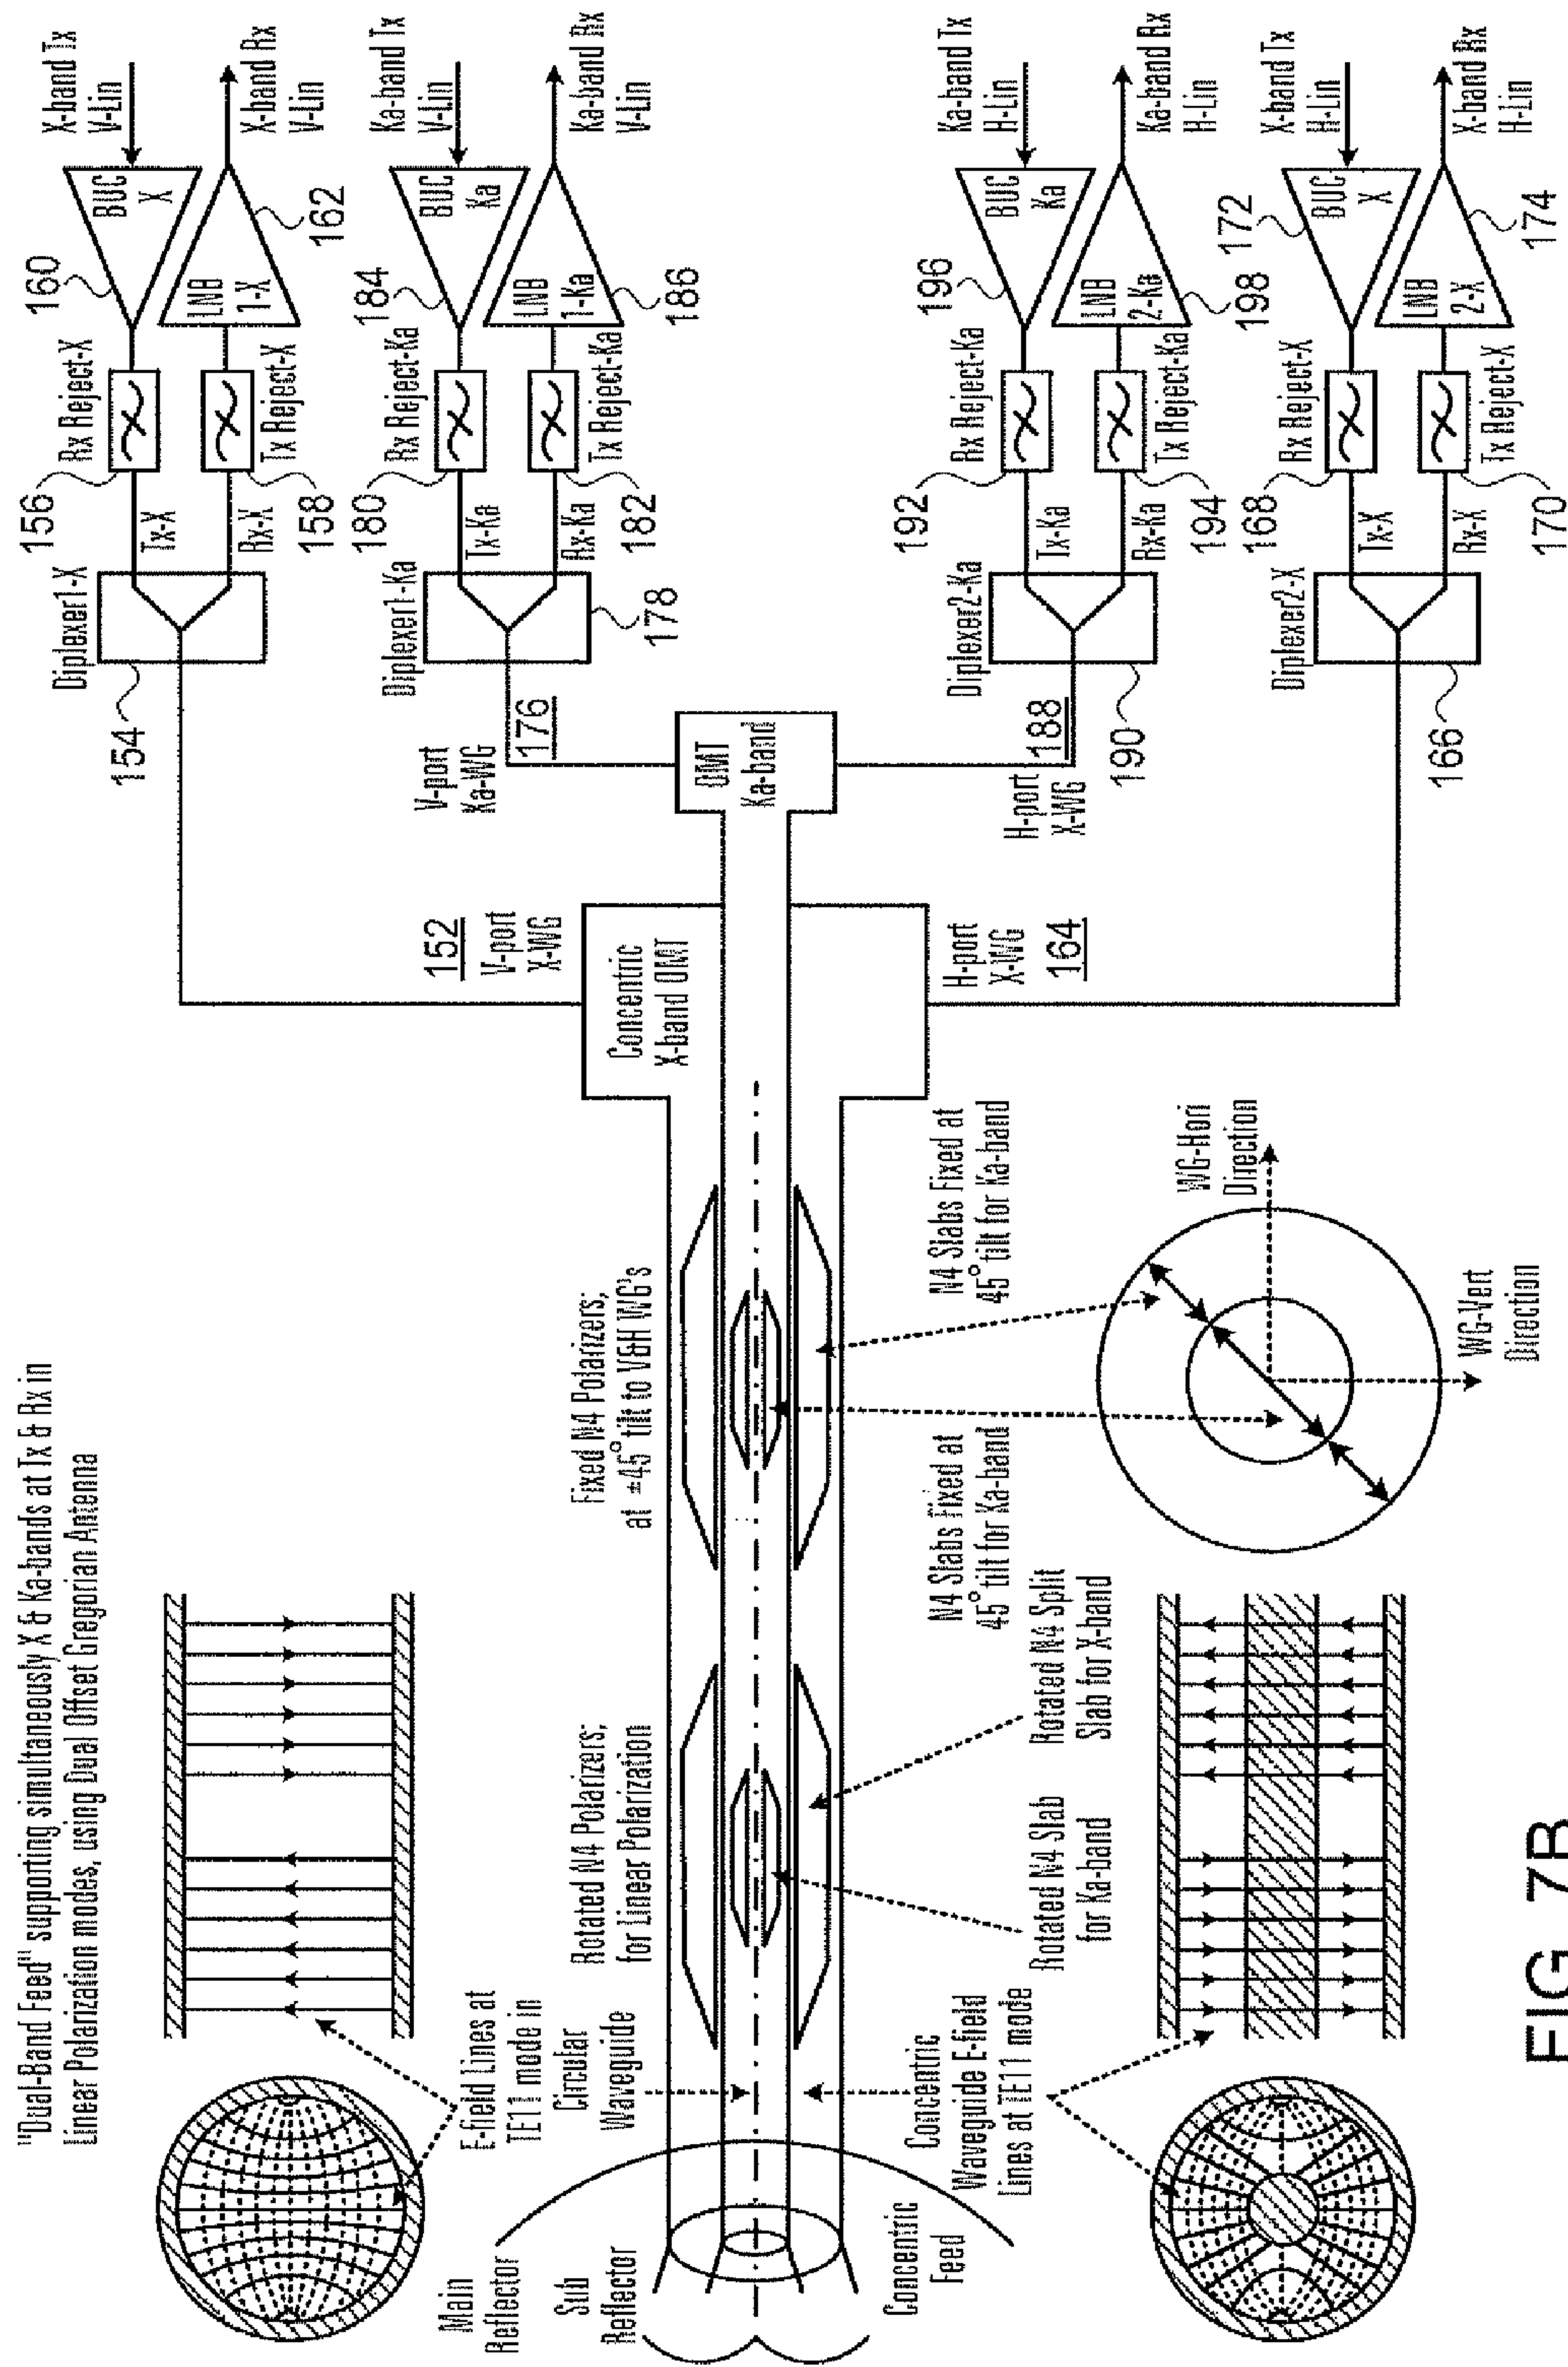 "Dual-Band Feed" supporting simultaneously X & Ka-bands at Tx & Rx in
Linear Polarization modes, using Dual Offset Gregorian Antenna
E-field Lines at
TE11 mode in
Circular
Waveguide
Main
Reflector
Sub
Reflector
Concentric
Feed
Concentric
Waveguide E-field
Lines at TE11 mode
Rotated N4 Polarizers;
for Linear Polarization
Rotated N4 Slab
for Ka-band
Rotated N4 Split
Slab for X-band
Fixed N4 Polarizers;
at ±45° tilt to V&H WG's
N4 Slabs Fixed at
45° tilt for Ka-band
N4 Slabs Fixed at
45° tilt for Ka-band
WG-Hori
Direction
WG-Vert
Direction
Concentric
X-band OMT
152
V-port
X-WG
H-port
X-WG
164
OMT
Ka-band
V-port
Ka-WG
176
H-port
X-WG
188
Diplexer1-X
154
156
Rx Reject-X
Tx-X
Rx-X
158
Tx Reject-X
160
BUC
X
LNB
1-X
162
X-band Tx
V-Lin
X-band Rx
V-Lin
Diplexer1-Ka
178
180
Rx Reject-Ka
Tx-Ka
Rx-Ka
182
Tx Reject-Ka
184
BUC
Ka
LNB
1-Ka
186
Ka-band Tx
V-Lin
Ka-band Rx
V-Lin
Diplexer2-Ka
190
192
Rx Reject-Ka
Tx-Ka
Rx-Ka
194
Tx Reject-Ka
196
BUC
Ka
LNB
2-Ka
198
Ka-band Tx
H-Lin
Ka-band Rx
H-Lin
Diplexer2-X
166
168
Rx Reject-X
Tx-X
Rx-X
170
Tx Reject-X
172
BUC
X
LNB
2-X
174
X-band Tx
H-Lin
X-band Rx
H-Lin
FIG. 7B